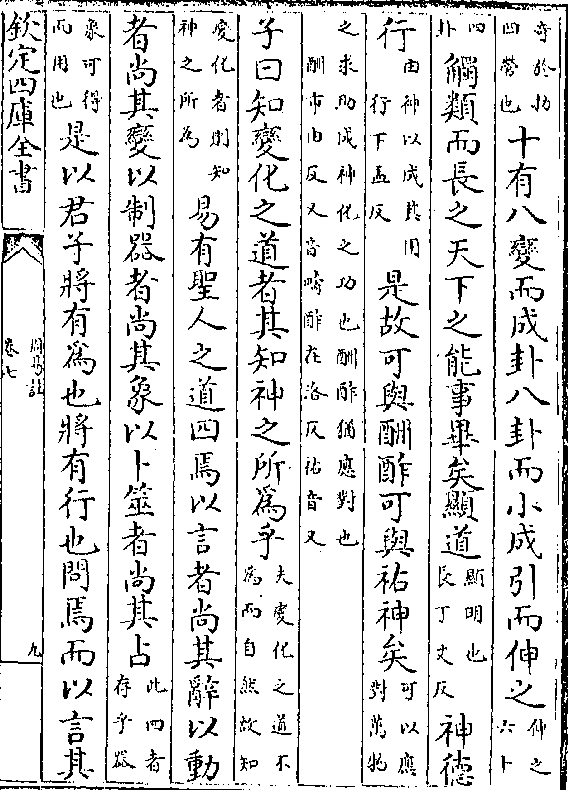 奇於扐
四營也
十有八變而成卦八卦而小成引而伸之
伸之
六十
四
卦
觸類而長之天下之能事畢矣顯道
顯明也
長丁丈反
神德
行
由神以成其用
行下孟反
是故可與酬酢可與祐神矣
可以應
對萬物
之求助成神化之功也酬酢猶應對也
酬市由反又音疇酢在洛反祐音又
子曰知變化之道者其知神之所爲乎
夫變化之道不
爲而自然故知
變化者則知
神之所為
易有聖人之道四焉以言者尚其辭以動
者尚其變以制器者尚其象以卜筮者尚其占
此四者
存乎器
象可得
而用也
是以君子將有爲也將有行也問焉而以言其
欽定四庫全書
周易註
卷七
九